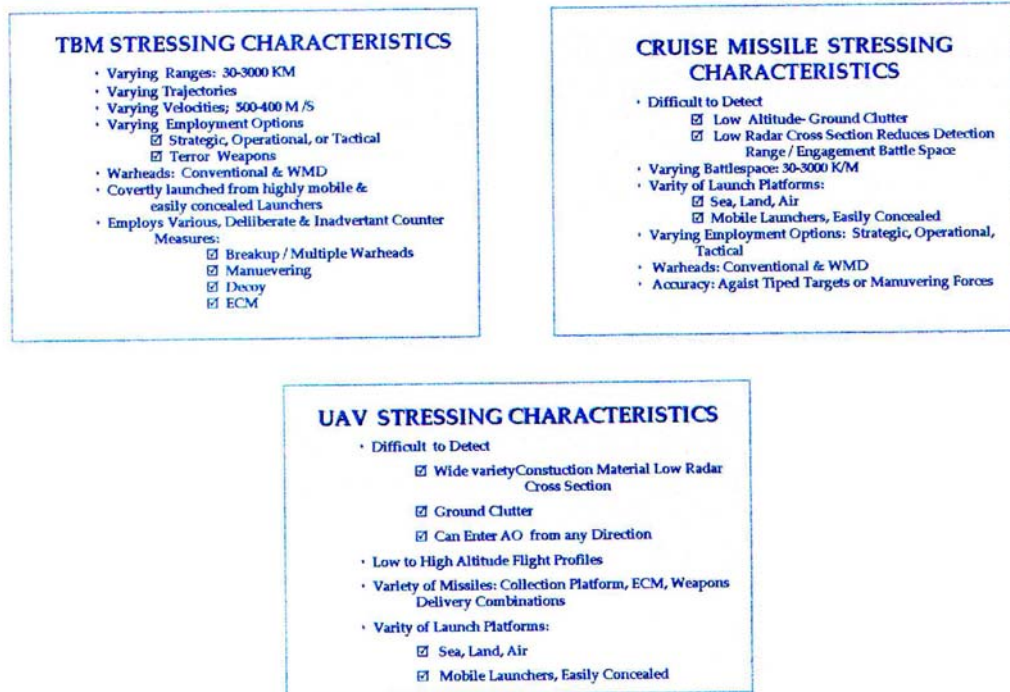 TBM STRESSING CHARACTERISTICS
· Varying Ranges: 30-3000 KM
· Varying Trajectories
· Varying Velocities; 500-400 M/S
· Varying Employment Options
☑ Strategic, Operational, or Tactical
☑ Terror Weapons
· Warheads: Conventional & WMD
· Covertly launched from highly mobile &
easily concealed Launchers
· Employs Various, Delliberate & Inadvertant Counter
Measures:
☑ Breakup / Multiple Warheads
☑ Manuevering
☑ Decoy
☑ ECM
CRUISE MISSILE STRESSING
CHARACTERISTICS
· Difficult to Detect
☑ Low Altitude- Ground Clutter
☑ Low Radar Cross Section Reduces Detection
Range / Engagement Battle Space
· Varying Battlespace: 30-3000 K/M
· Varity of Launch Platforms:
☑ Sea, Land, Air
☑ Mobile Launchers, Easily Concealed
· Varying Employment Options: Strategic, Operational,
Tactical
· Warheads: Conventional & WMD
· Accuracy: Agaist Tiped Targets or Manuvering Forces
UAV STRESSING CHARACTERISTICS
· Difficult to Detect
☑ Wide varietyConstuction Material Low Radar
Cross Section
☑ Ground Clutter
☑ Can Enter AO from any Direction
· Low to High Altitude Flight Profiles
· Variety of Missiles: Collection Platform, ECM, Weapons
Delivery Combinations
· Varity of Launch Platforms:
☑ Sea, Land, Air
☑ Mobile Launchers, Easily Concealed